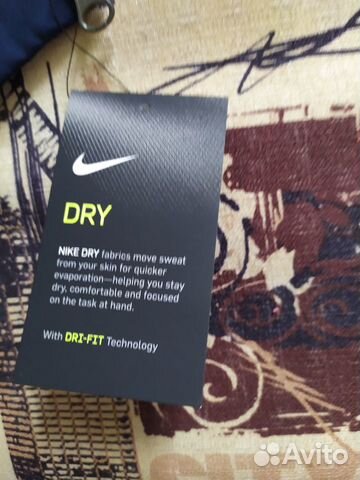 DRY
NIKE DRY fabrics move sweat
from your skin for quicker
evaporation—helping you stay
dry, comfortable and focused
on the task at hand.
With DRI-FIT Technology
Avito